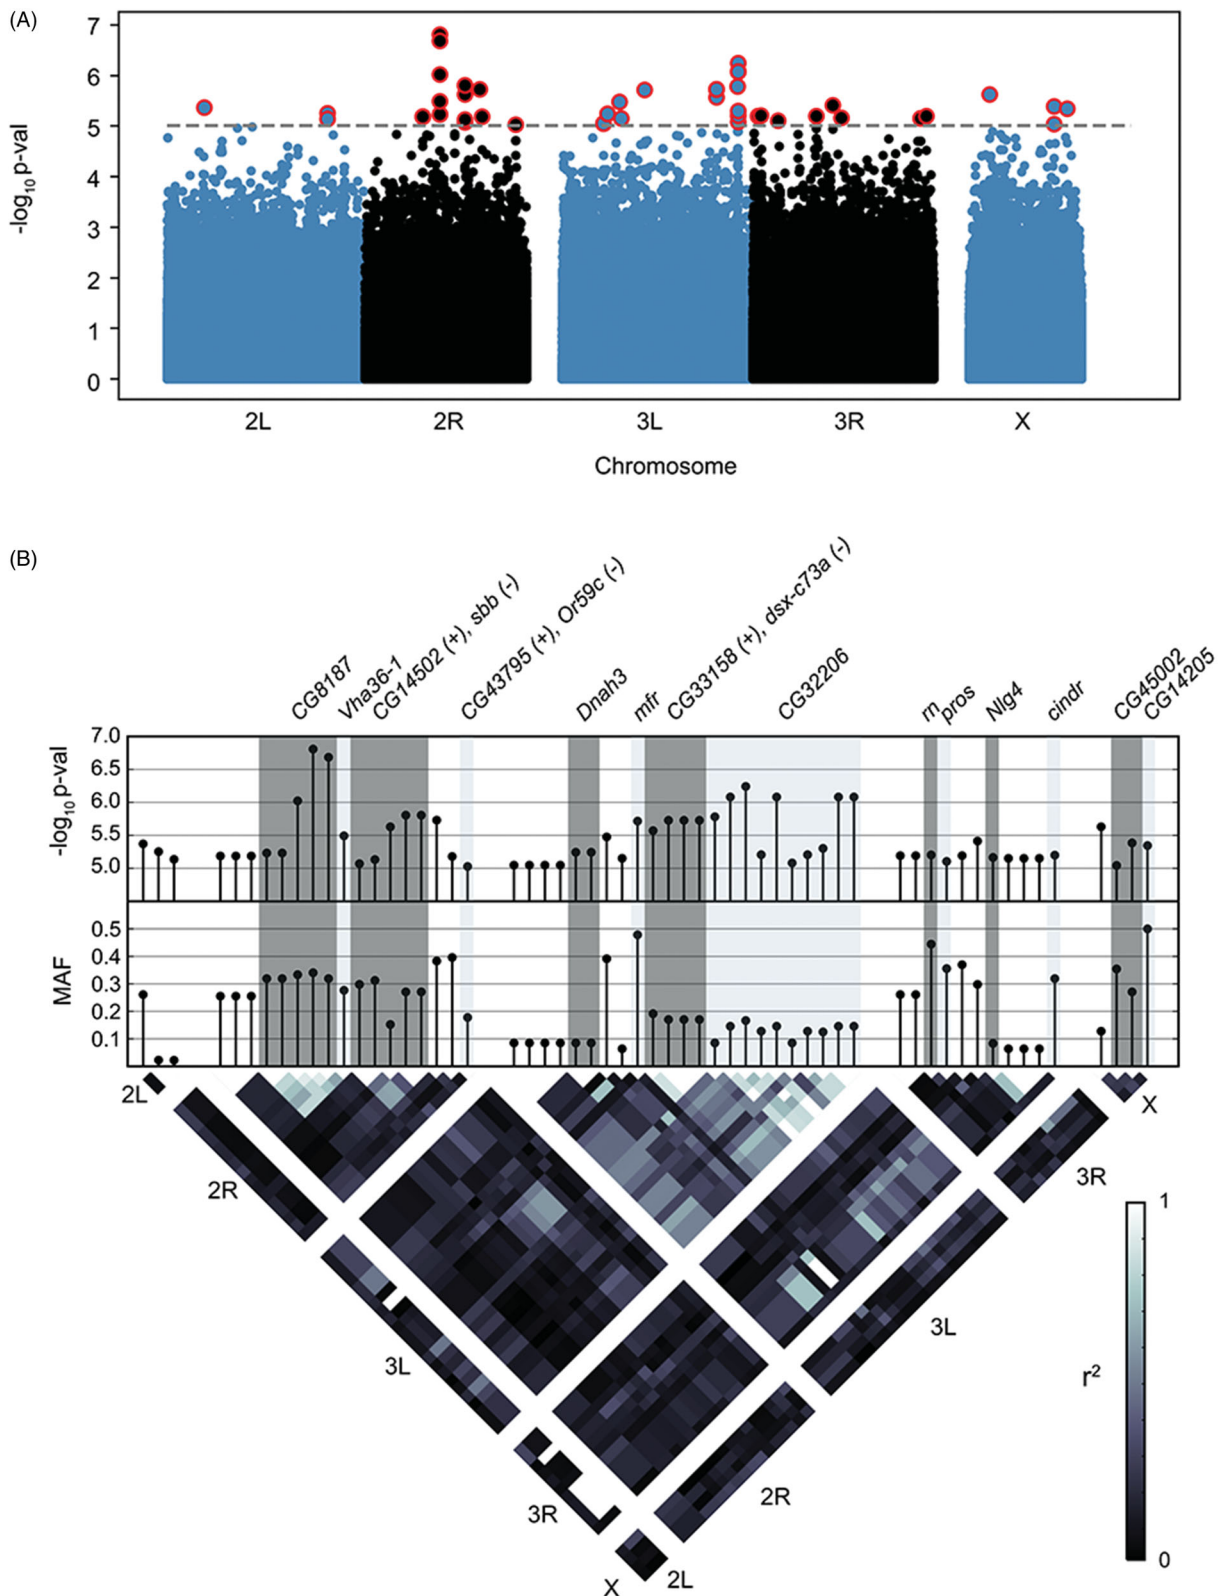 (A)
7
6
5
4
3
2
1
0
-log10 p-val
2L 2R 3L 3R X
Chromosome
(B)
CG8187
Vha36-1
CG14502 (+), sbb (-)
CG43795 (+), Or59c (-)
Dnah3
mfr
CG33158 (+), dsx-c73a (-)
CG32206
rn
pros
Nlg4
cindr
CG45002
CG14205
7.0
6.5
6.0
5.5
5.0
-log10 p-val
0.5
0.4
0.3
0.2
0.1
MAF
2L
X
2R
3R
3L
3L
3R
2R
X
2L
1
r²
0